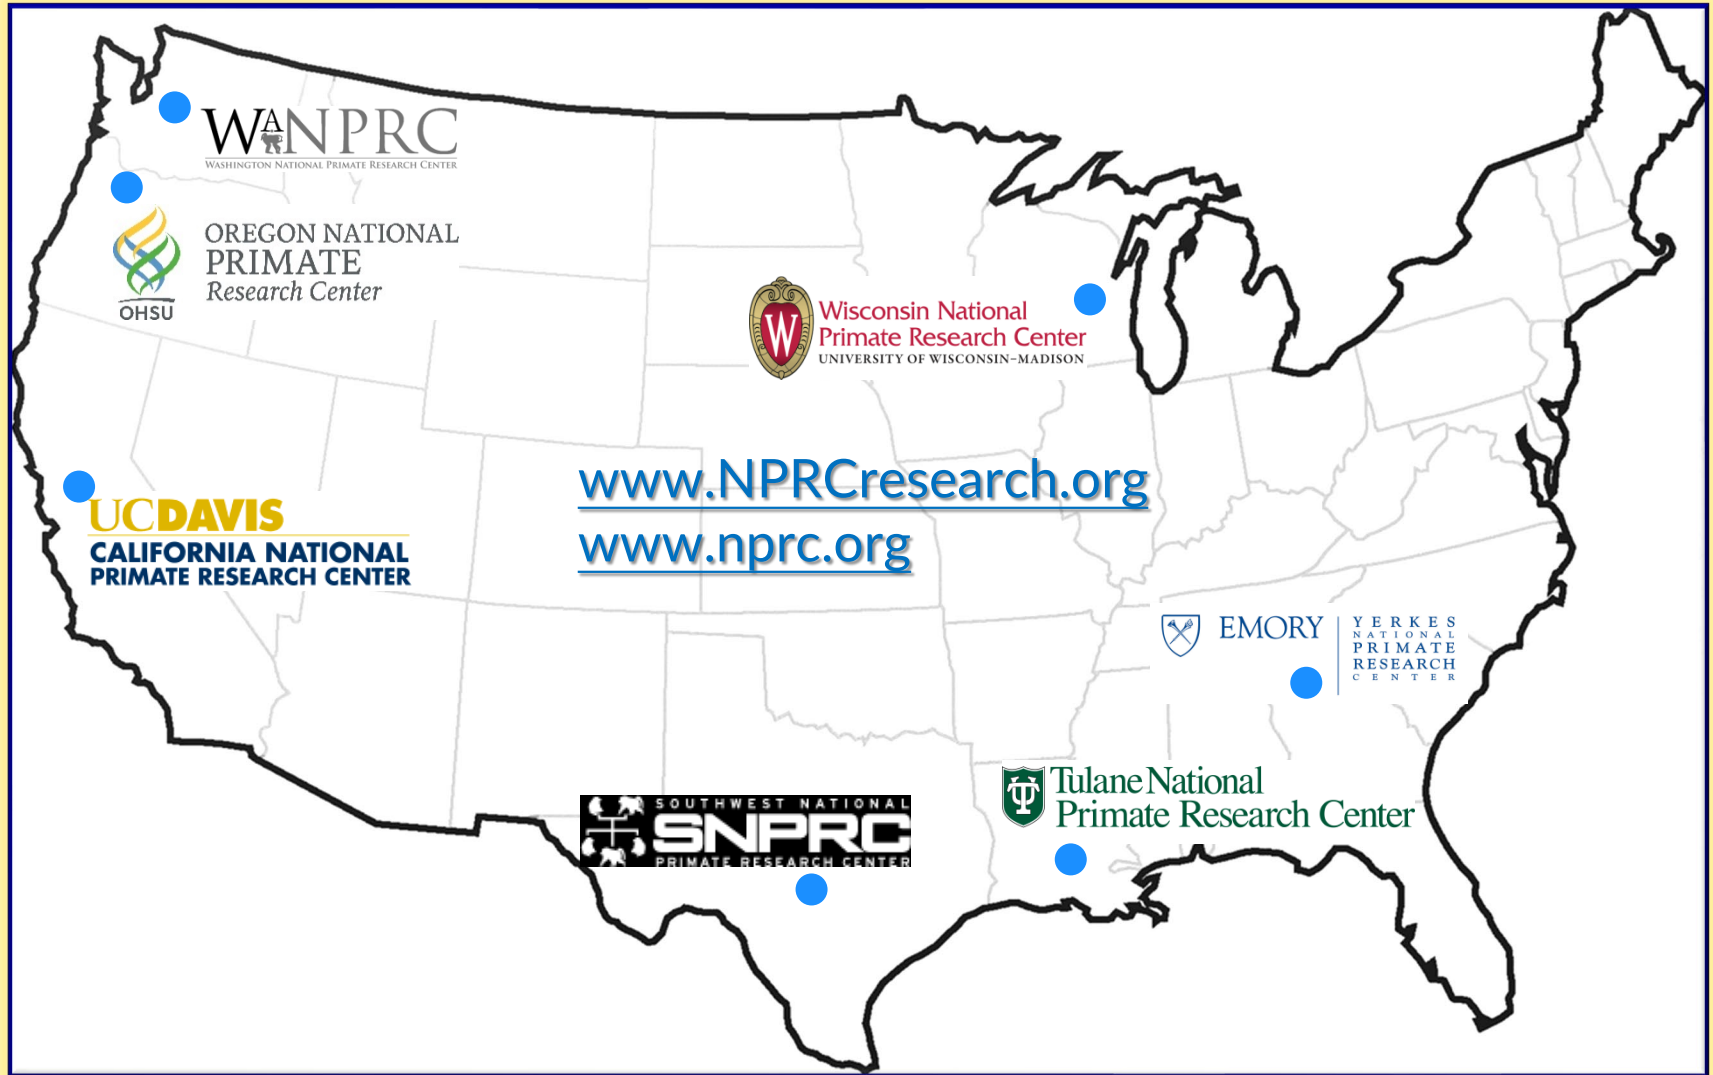 WaNPRC
WASHINGTON NATIONAL PRIMATE RESEARCH CENTER
OREGON NATIONAL
PRIMATE
Research Center
OHSU
W
Wisconsin National
Primate Research Center
UNIVERSITY OF WISCONSIN–MADISON
www.NPRCresearch.org
www.nprc.org
UCDAVIS
CALIFORNIA NATIONAL
PRIMATE RESEARCH CENTER
EMORY
YERKES
NATIONAL
PRIMATE
RESEARCH
CENTER
Tulane National
Primate Research Center
SOUTHWEST NATIONAL
SNPRC
PRIMATE RESEARCH CENTER